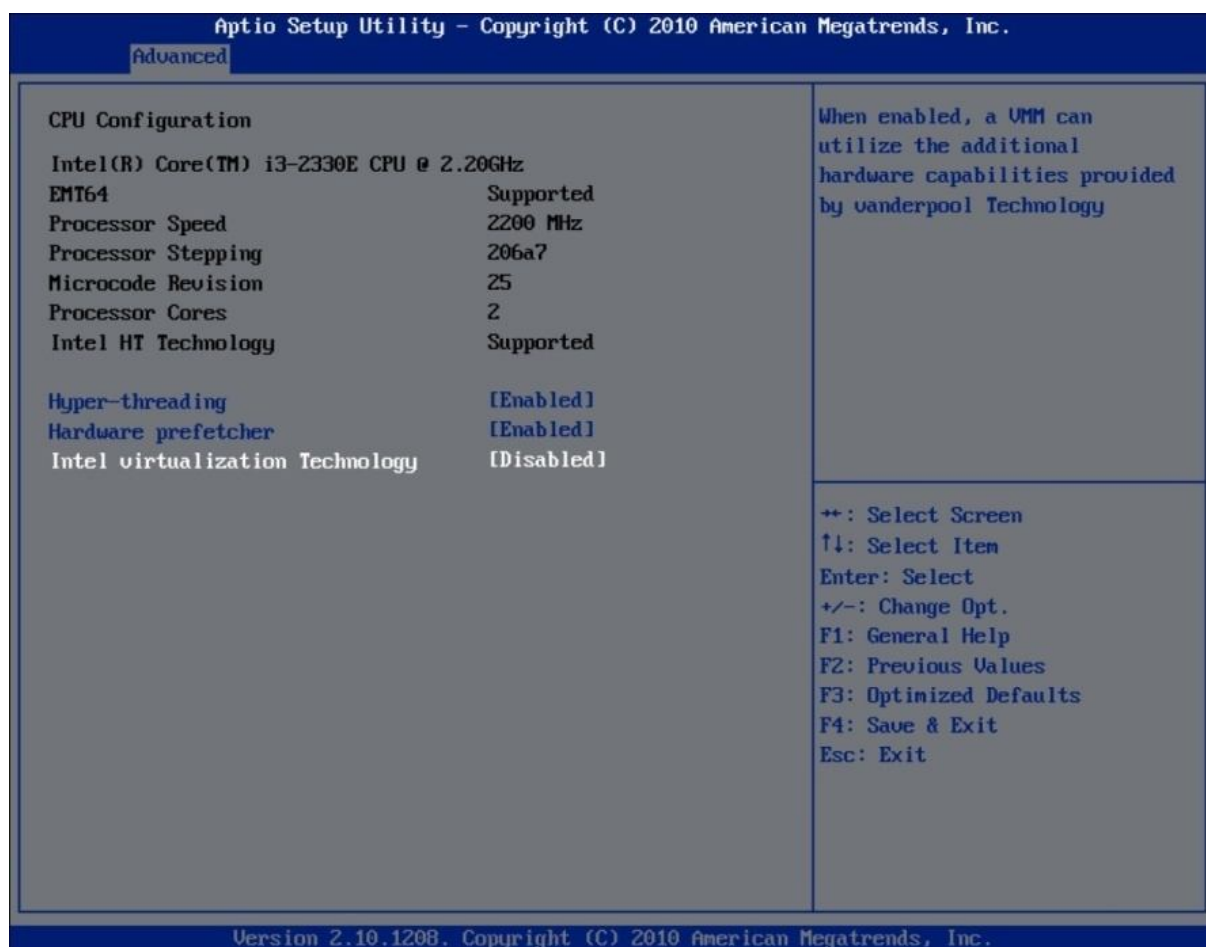 Aptio Setup Utility – Copyright (C) 2010 American Megatrends, Inc.
Advanced
CPU Configuration
Intel(R) Core(TM) i3-2330E CPU @ 2.20GHz
EMT64 Supported
Processor Speed 2200 MHz
Processor Stepping 206a7
Microcode Revision 25
Processor Cores 2
Intel HT Technology Supported
Hyper-threading [Enabled]
Hardware prefetcher [Enabled]
Intel virtualization Technology [Disabled]
When enabled, a VMM can
utilize the additional
hardware capabilities provided
by vanderpool Technology
→←: Select Screen
↑↓: Select Item
Enter: Select
+/-: Change Opt.
F1: General Help
F2: Previous Values
F3: Optimized Defaults
F4: Save & Exit
Esc: Exit
Version 2.10.1208. Copyright (C) 2010 American Megatrends, Inc.